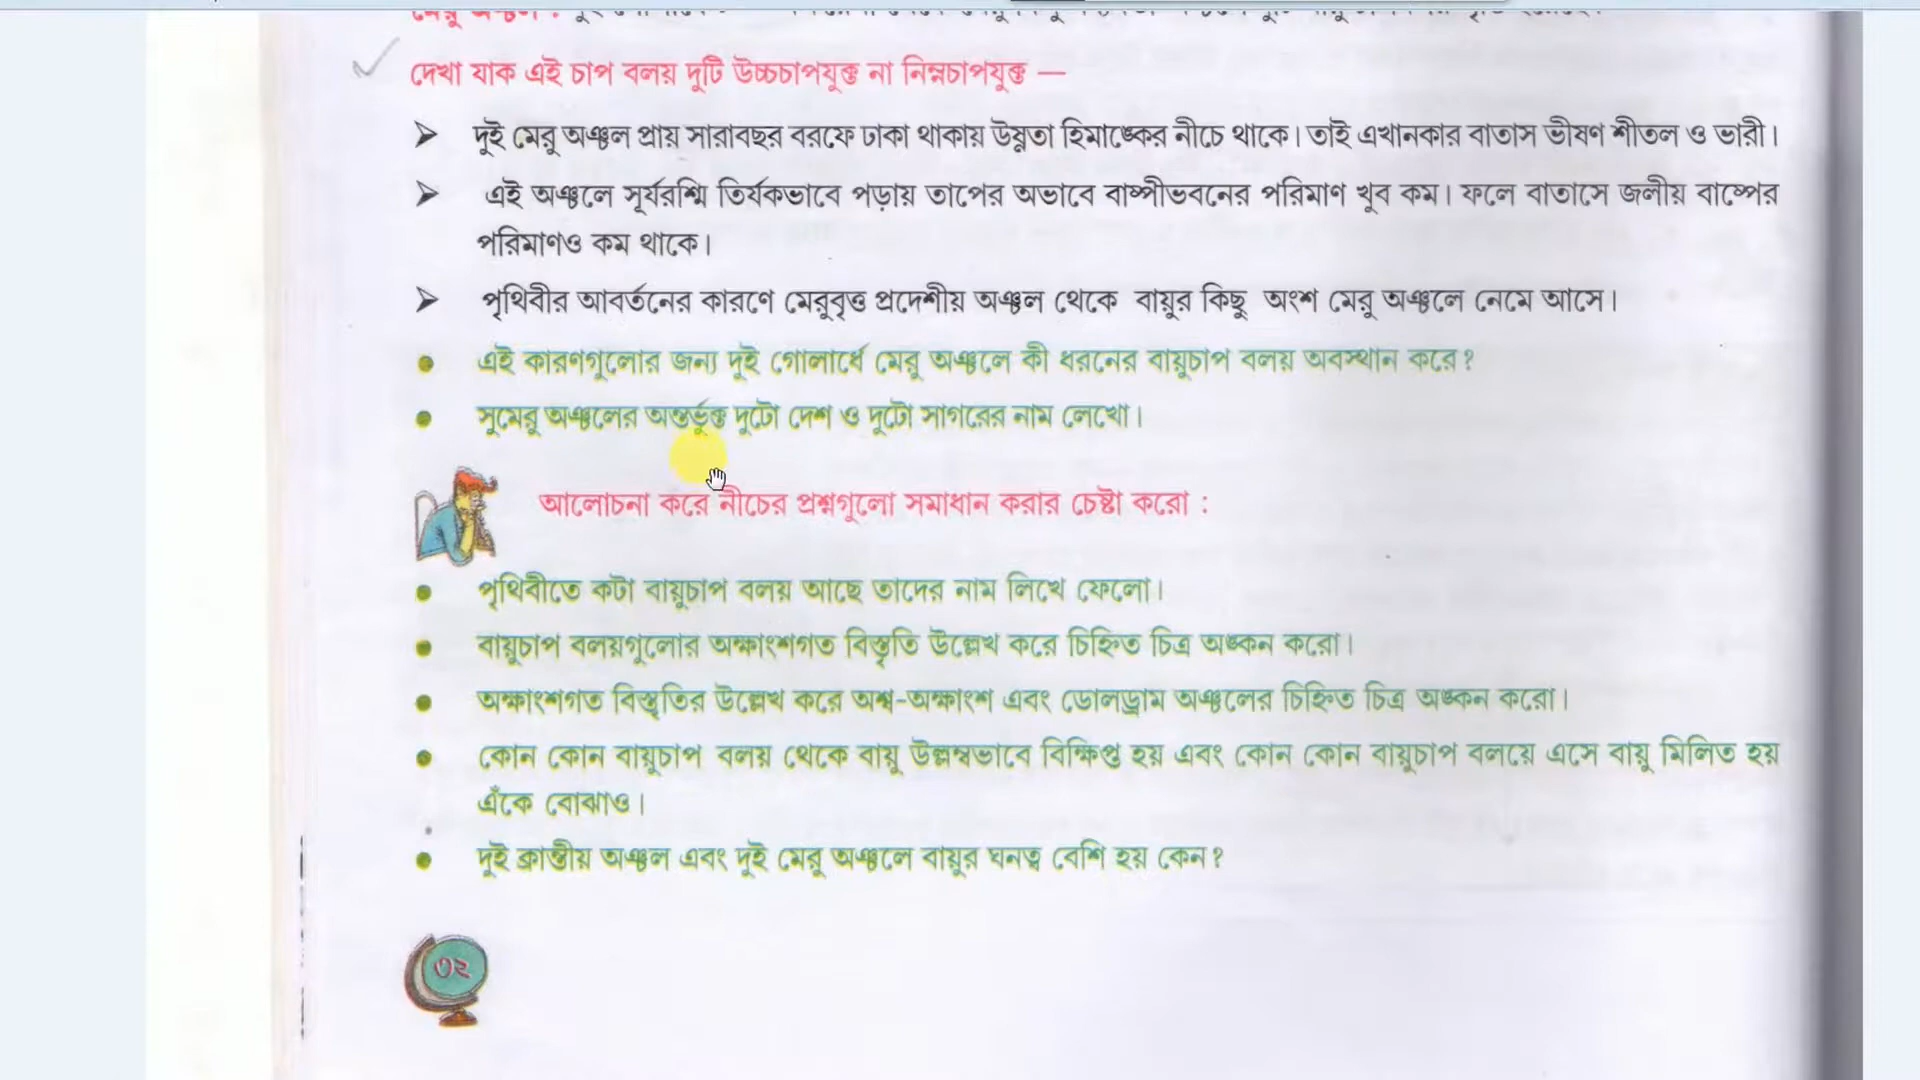 মেরু অঞ্চল :
দেখা যাক এই চাপ বলয় দুটি উচ্চচাপযুক্ত না নিম্নচাপযুক্ত —
➢ দুই মেরু অঞ্চল প্রায় সারাবছর বরফে ঢাকা থাকায় উষ্ণতা হিমাঙ্কের নীচে থাকে। তাই এখানকার বাতাস ভীষণ শীতল ও ভারী।
➢ এই অঞ্চলে সূর্যরশ্মি তির্যকভাবে পড়ায় তাপের অভাবে বাষ্পীভবনের পরিমাণ খুব কম। ফলে বাতাসে জলীয় বাষ্পের
পরিমাণও কম থাকে।
➢ পৃথিবীর আবর্তনের কারণে মেরুবৃত্ত প্রদেশীয় অঞ্চল থেকে বায়ুর কিছু অংশ মেরু অঞ্চলে নেমে আসে।
● এই কারণগুলোর জন্য দুই গোলার্ধে মেরু অঞ্চলে কী ধরনের বায়ুচাপ বলয় অবস্থান করে?
● সুমেরু অঞ্চলের অন্তর্ভুক্ত দুটো দেশ ও দুটো সাগরের নাম লেখো।
আলোচনা করে নীচের প্রশ্নগুলো সমাধান করার চেষ্টা করো :
● পৃথিবীতে কটা বায়ুচাপ বলয় আছে তাদের নাম লিখে ফেলো।
● বায়ুচাপ বলয়গুলোর অক্ষাংশগত বিস্তৃতি উল্লেখ করে চিহ্নিত চিত্র অঙ্কন করো।
● অক্ষাংশগত বিস্তৃতির উল্লেখ করে অশ্ব-অক্ষাংশ এবং ডোলড্রাম অঞ্চলের চিহ্নিত চিত্র অঙ্কন করো।
● কোন কোন বায়ুচাপ বলয় থেকে বায়ু উল্লম্বভাবে বিক্ষিপ্ত হয় এবং কোন কোন বায়ুচাপ বলয়ে এসে বায়ু মিলিত হয়
এঁকে বোঝাও।
● দুই ক্রান্তীয় অঞ্চল এবং দুই মেরু অঞ্চলে বায়ুর ঘনত্ব বেশি হয় কেন?
৩২